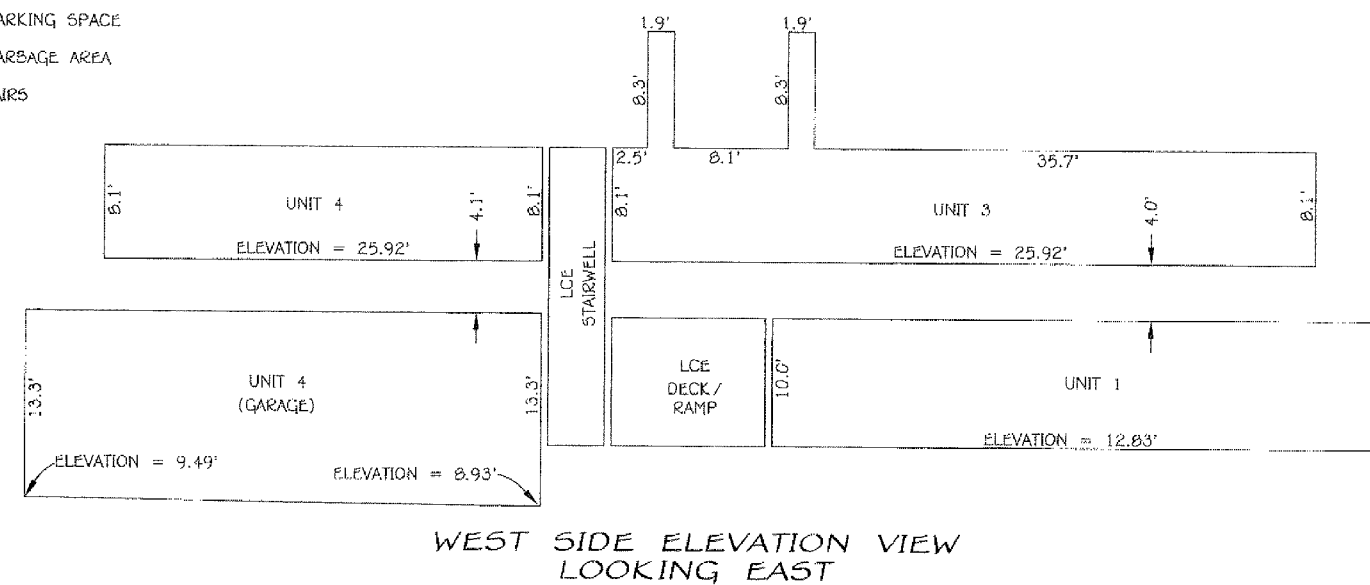 ARKING SPACE
ARBAGE AREA
AIRS
1.9'
1.9'
8.3'
8.3'
2.5'
8.1'
35.7'
8.1'
UNIT 4
4.1'
8.1'
8.1'
UNIT 3
4.0'
8.1'
ELEVATION = 25.92'
ELEVATION = 25.92'
LCE
STAIRWELL
13.3'
UNIT 4
(GARAGE)
13.3'
LCE
DECK/
RAMP
10.0'
UNIT 1
ELEVATION = 12.83'
ELEVATION = 9.49'
ELEVATION = 8.93'
WEST SIDE ELEVATION VIEW
LOOKING EAST